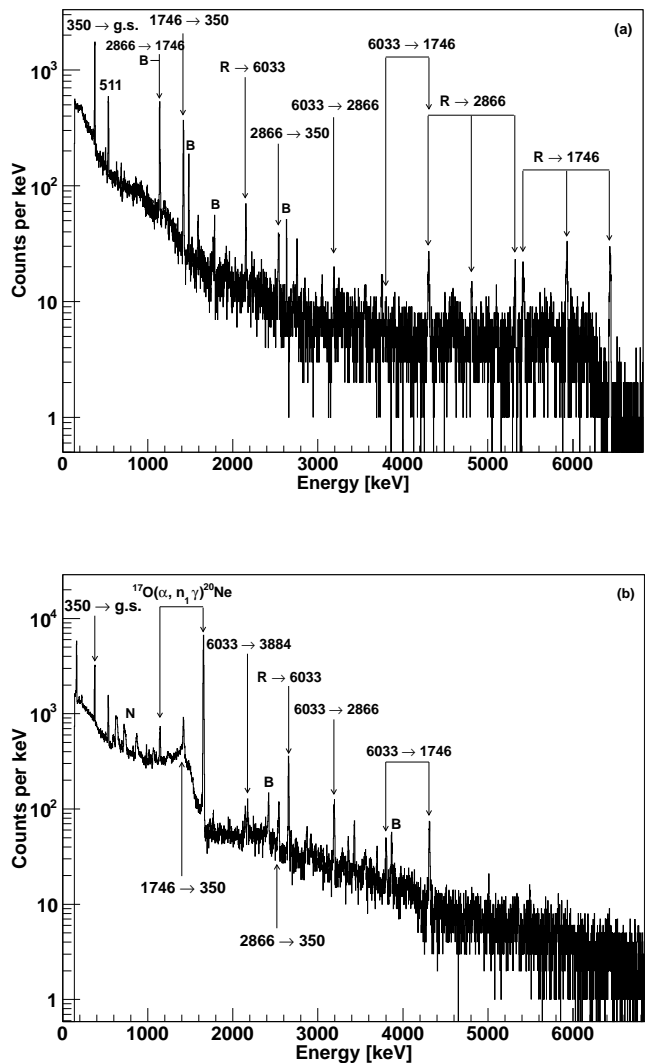 (a)
1746 → 350
350 → g.s.
6033 → 1746
2866 → 1746
B
R → 6033
511
6033 → 2866
R → 2866
2866 → 350
B
R → 1746
B
B
10³
10²
10
1
Counts per keV
0 1000 2000 3000 4000 5000 6000
Energy [keV]
¹⁷O(α, n₁ γ)²⁰Ne
(b)
350 → g.s.
6033 → 3884
R → 6033
6033 → 2866
N
6033 → 1746
B
B
1746 → 350
2866 → 350
10⁴
10³
10²
10
1
Counts per keV
0 1000 2000 3000 4000 5000 6000
Energy [keV]